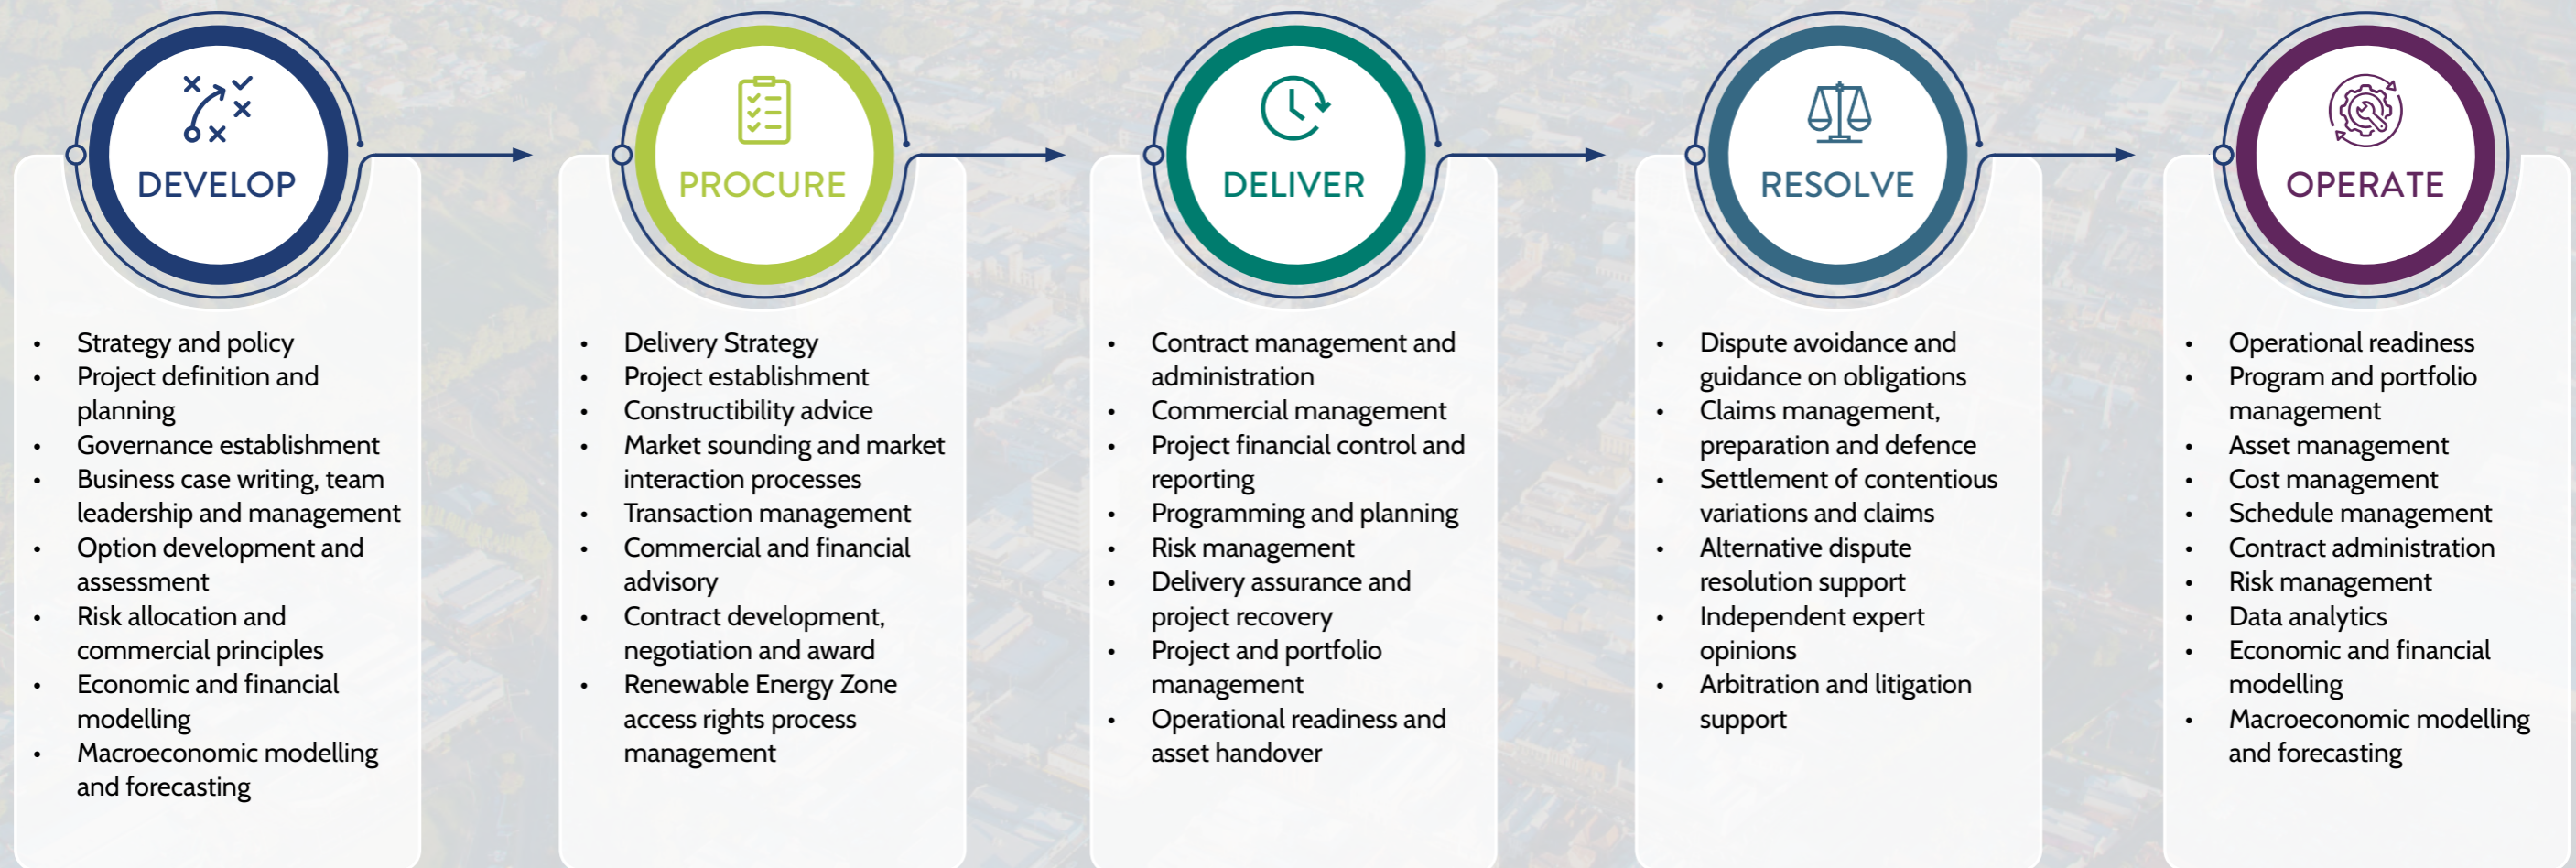 DEVELOP
• Strategy and policy
• Project definition and
planning
• Governance establishment
• Business case writing, team
leadership and management
• Option development and
assessment
• Risk allocation and
commercial principles
• Economic and financial
modelling
• Macroeconomic modelling
and forecasting
PROCURE
• Delivery Strategy
• Project establishment
• Constructibility advice
• Market sounding and market
interaction processes
• Transaction management
• Commercial and financial
advisory
• Contract development,
negotiation and award
• Renewable Energy Zone
access rights process
management
DELIVER
• Contract management and
administration
• Commercial management
• Project financial control and
reporting
• Programming and planning
• Risk management
• Delivery assurance and
project recovery
• Project and portfolio
management
• Operational readiness and
asset handover
RESOLVE
• Dispute avoidance and
guidance on obligations
• Claims management,
preparation and defence
• Settlement of contentious
variations and claims
• Alternative dispute
resolution support
• Independent expert
opinions
• Arbitration and litigation
support
OPERATE
• Operational readiness
• Program and portfolio
management
• Asset management
• Cost management
• Schedule management
• Contract administration
• Risk management
• Data analytics
• Economic and financial
modelling
• Macroeconomic modelling
and forecasting